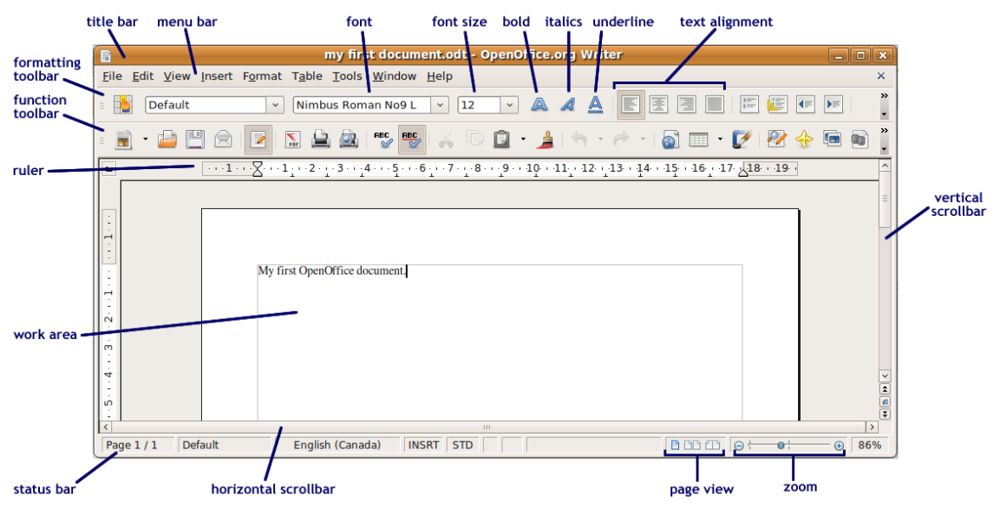 title bar menu bar font font size bold italics underline text alignment
my first document.odt - OpenOffice.org Writer
formatting
toolbar
File Edit View Insert Format Table Tools Window Help
function
toolbar
Default Nimbus Roman No9 L 12
PDF ABC ABC
ruler
1 1 2 3 4 5 6 7 8 9 10 11 12 13 14 15 16 17 18 19
vertical
scrollbar
1
My first OpenOffice document.
1
2
work area
3
4
5
Page 1 / 1 Default English (Canada) INSRT STD 86%
status bar horizontal scrollbar page view zoom